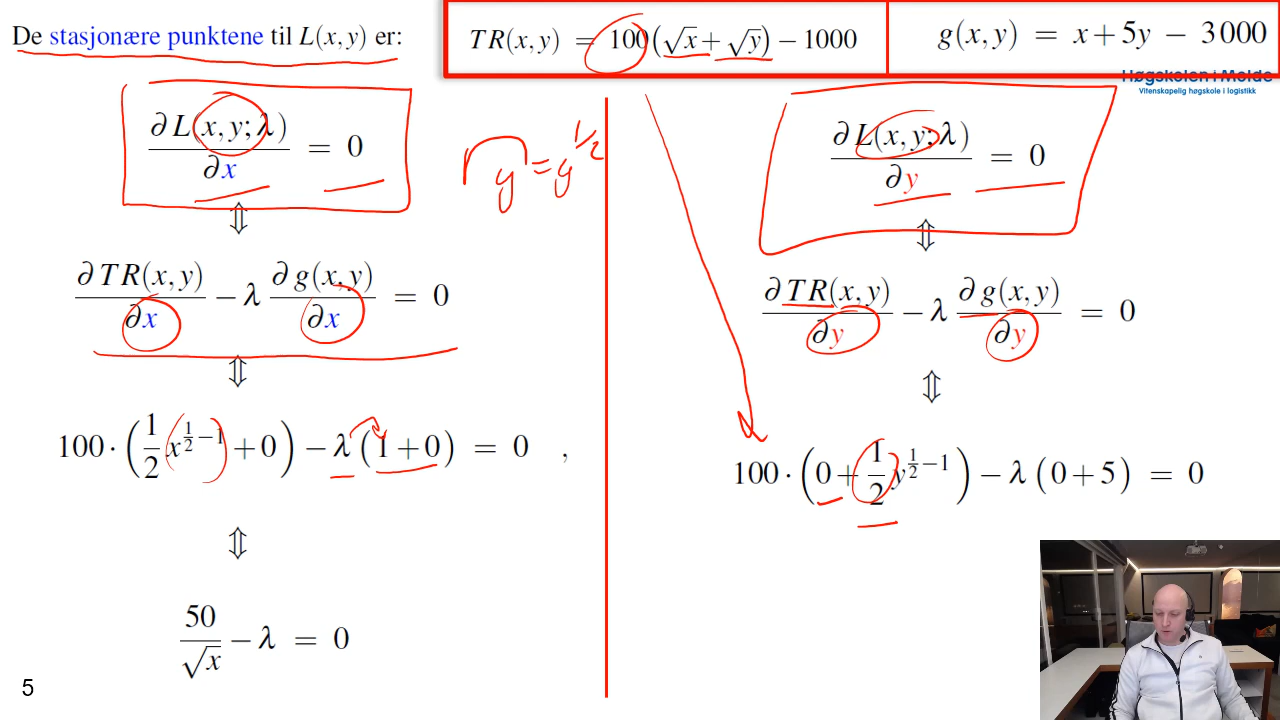 De stasjonære punktene til L(x, y) er:
TR(x, y) = 100(√x + √y) − 1000
g(x, y) = x + 5y − 3000
Høgskolen i Molde
Vitenskapelig høgskole i logistikk
∂L(x, y; λ)/∂x = 0
⇕
∂TR(x, y)/∂x − λ ∂g(x, y)/∂x = 0
⇕
100 · (1/2 x^(1/2 − 1) + 0) − λ(1 + 0) = 0 ,
⇕
50/√x − λ = 0
√y = y^(1/2)
∂L(x, y; λ)/∂y = 0
⇕
∂TR(x, y)/∂y − λ ∂g(x, y)/∂y = 0
⇕
100 · (0 + 1/2 y^(1/2 − 1)) − λ(0 + 5) = 0
5